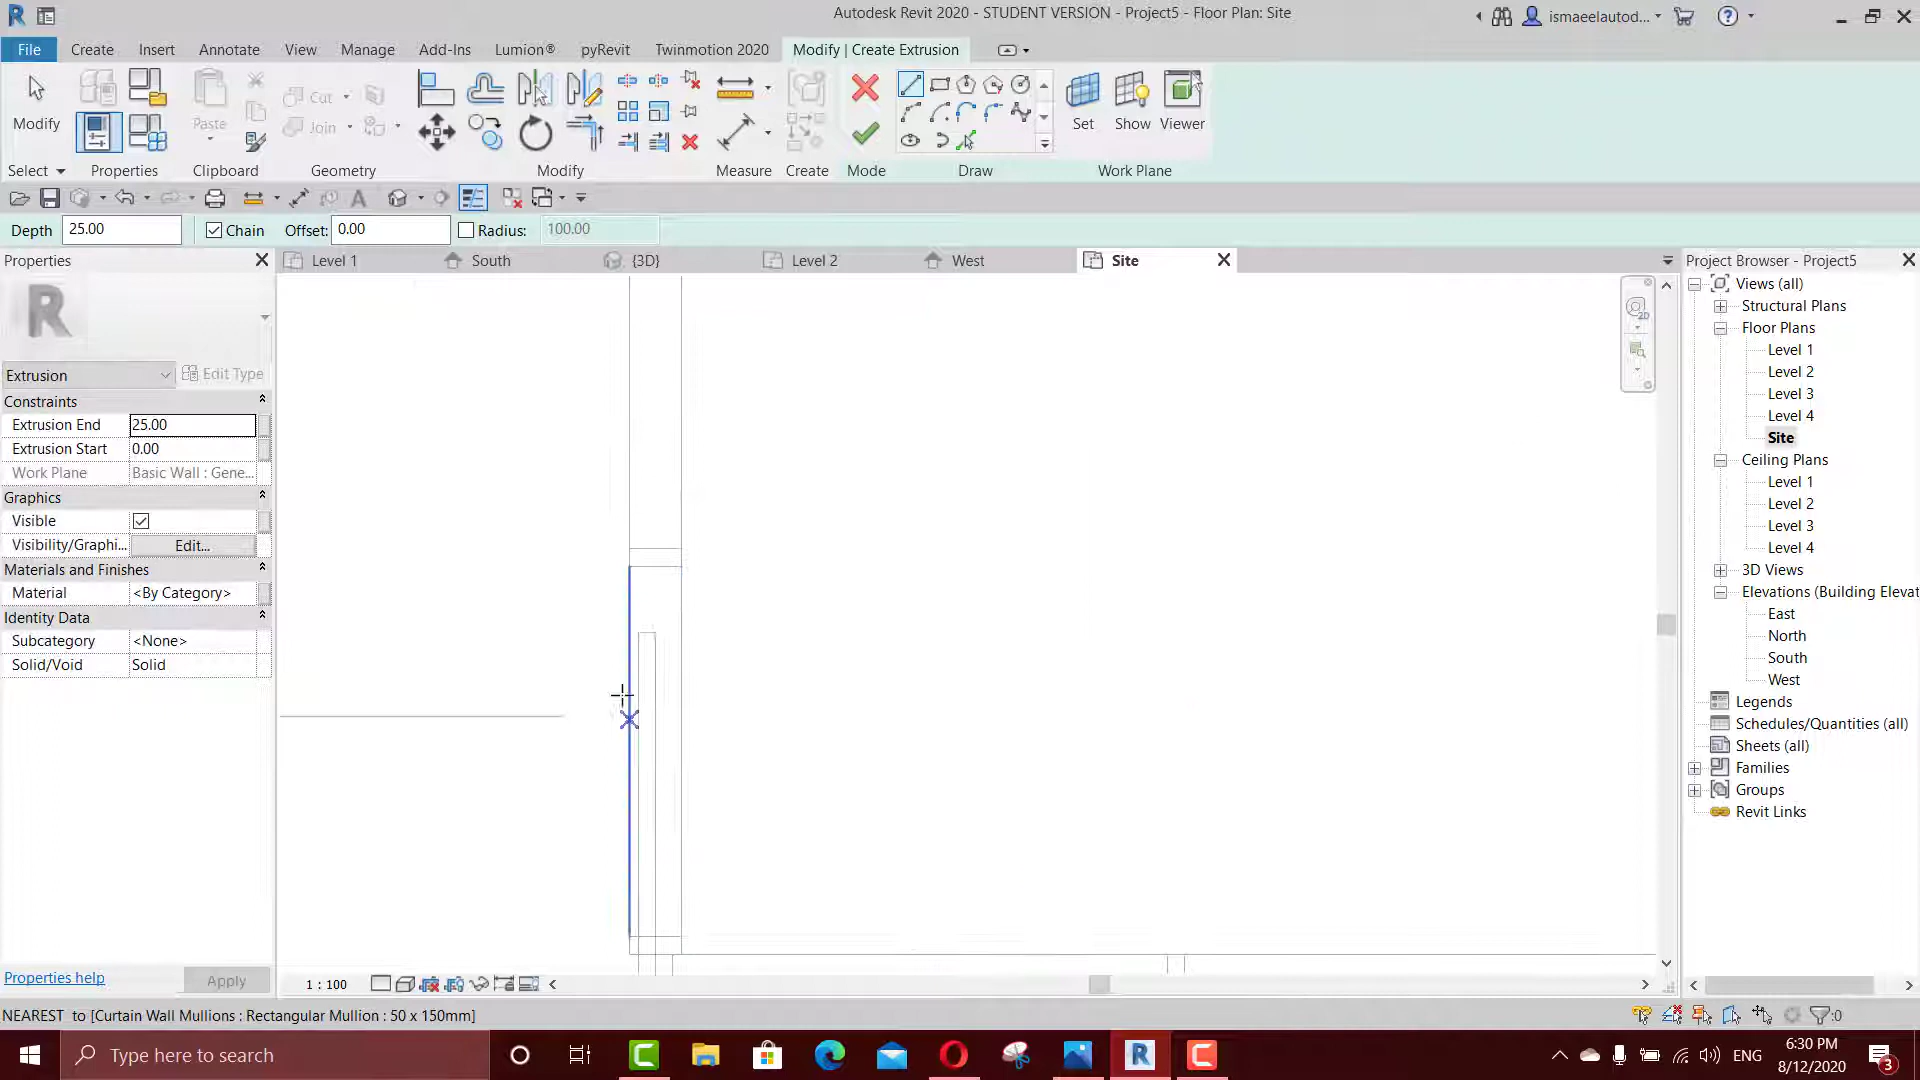 Autodesk Revit 2020 - STUDENT VERSION - Project5 - Floor Plan: Site
ismaeelautod...
File Create Insert Annotate View Manage Add-Ins Lumion® pyRevit Twinmotion 2020 Modify | Create Extrusion
Modify Paste Cut Join Set Show Viewer
Select Properties Clipboard Geometry Modify Measure Create Mode Draw Work Plane
Depth 25.00 Chain Offset: 0.00 Radius: 100.00
Properties
Level 1 South {3D} Level 2 West Site
Project Browser - Project5
Extrusion Edit Type
Constraints
Extrusion End 25.00
Extrusion Start 0.00
Work Plane Basic Wall : Gene...
Graphics
Visible
Visibility/Graphi... Edit...
Materials and Finishes
Material <By Category>
Identity Data
Subcategory <None>
Solid/Void Solid
Properties help Apply
2D
Views (all)
Structural Plans
Floor Plans
Level 1
Level 2
Level 3
Level 4
Site
Ceiling Plans
Level 1
Level 2
Level 3
Level 4
3D Views
Elevations (Building Elevat
East
North
South
West
Legends
Schedules/Quantities (all)
Sheets (all)
Families
Groups
Revit Links
1 : 100
NEAREST to [Curtain Wall Mullions : Rectangular Mullion : 50 x 150mm]
:0
Type here to search
ENG
6:30 PM
8/12/2020
3